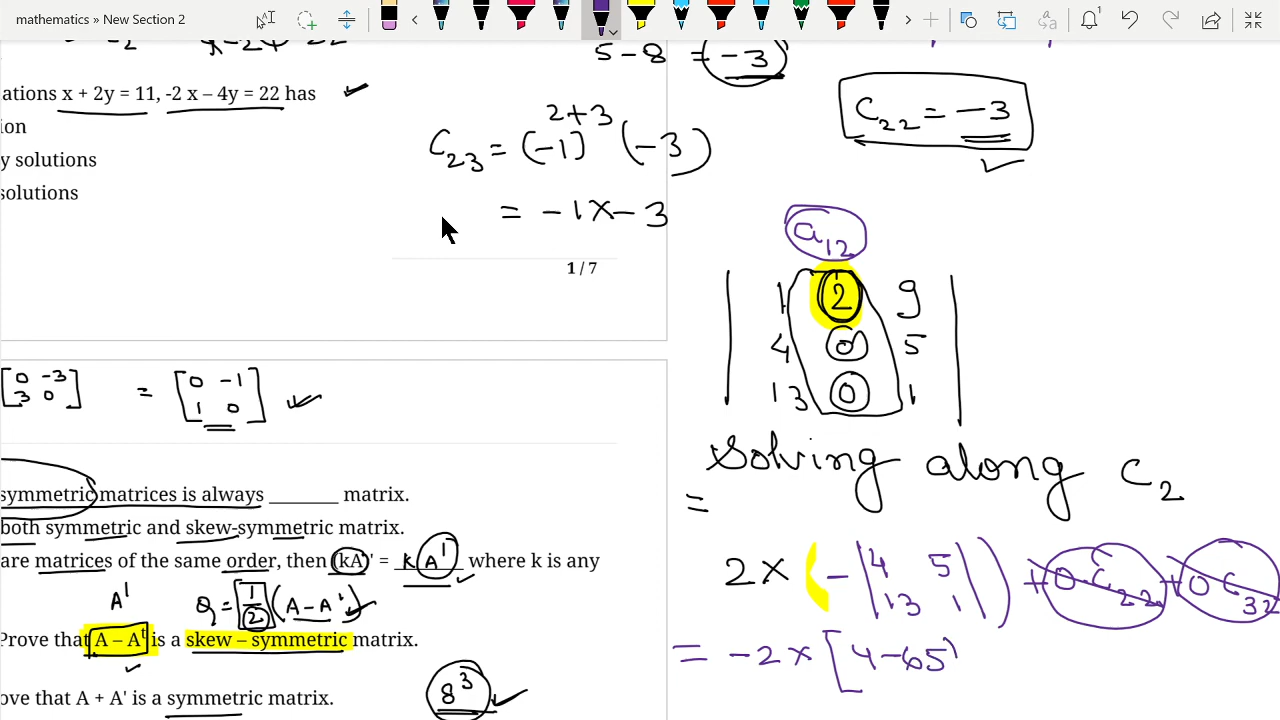 mathematics » New Section 2
5 - 8 = -3
ations x + 2y = 11, -2 x – 4y = 22 has
ion
y solutions
solutions
C₂₃ = (-1)²⁺³ (-3)
= -1 x - 3
1 / 7
C₂₂ = -3
a₁₂
1 2 9
4 0 5
13 0 1
Solving along C₂
=
2 x (- |4 5| ) + 0·C₂₂ + 0 C₃₂
|13 1|
= -2 x [4 - 65
[0 -3] = [0 -1]
[3 0] [1 0]
symmetric matrices is always _______ matrix.
both symmetric and skew-symmetric matrix.
are matrices of the same order, then (kA)' = k A' where k is any
A' Q = 1/2 (A - A')
Prove that A – Aᵗ is a skew – symmetric matrix.
ove that A + A' is a symmetric matrix.
8³